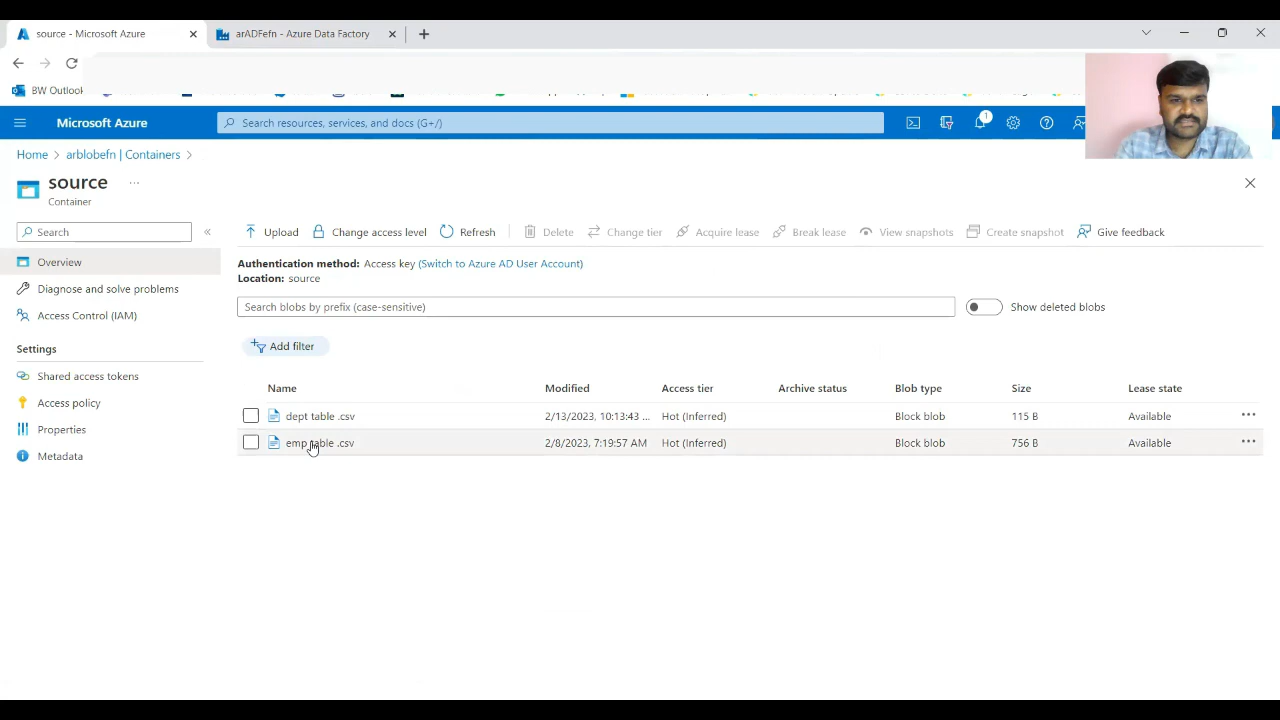 source - Microsoft Azure
arADFefn - Azure Data Factory
BW Outlook
Microsoft Azure
Search resources, services, and docs (G+/)
1
Home > arblobefn | Containers >
source ...
Container
Search
Upload Change access level Refresh Delete Change tier Acquire lease Break lease View snapshots Create snapshot Give feedback
Overview
Diagnose and solve problems
Access Control (IAM)
Settings
Shared access tokens
Access policy
Properties
Metadata
Authentication method: Access key (Switch to Azure AD User Account)
Location: source
Search blobs by prefix (case-sensitive)
Show deleted blobs
Add filter
Name Modified Access tier Archive status Blob type Size Lease state
dept table .csv 2/13/2023, 10:13:43 ... Hot (Inferred) Block blob 115 B Available ...
emp table .csv 2/8/2023, 7:19:57 AM Hot (Inferred) Block blob 756 B Available ...